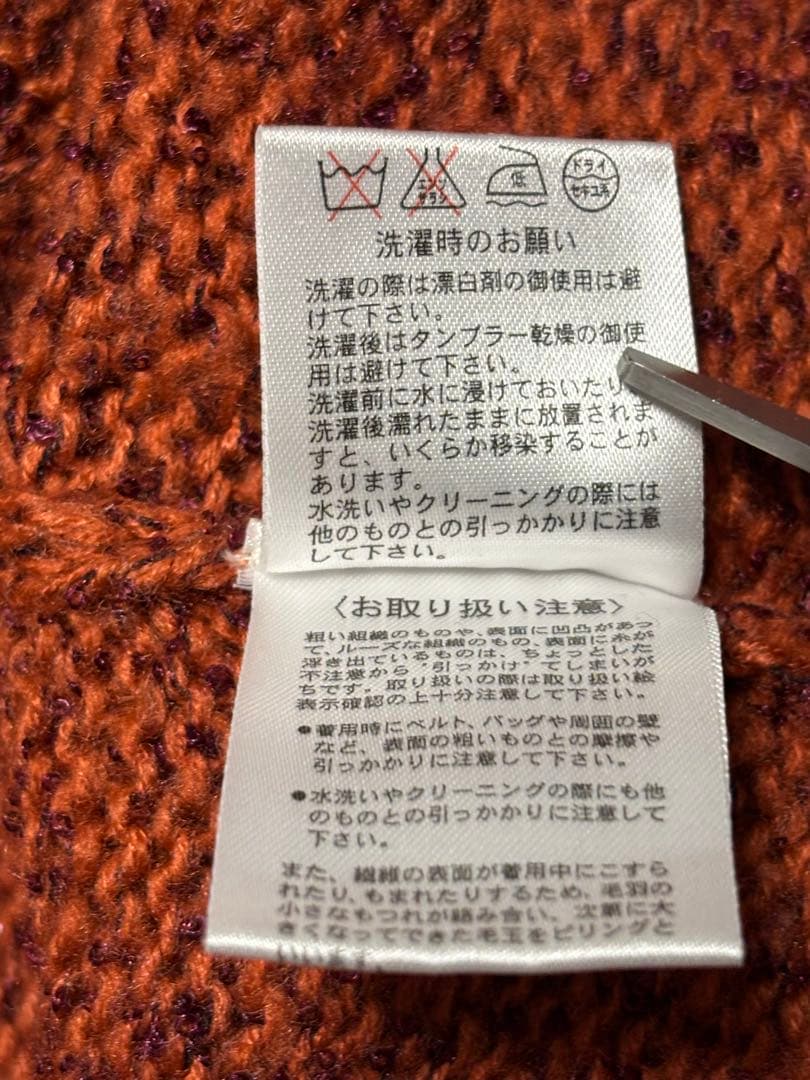 エンソ
サラシ
低
ドライ
セキユ系
洗濯時のお願い
洗濯の際は漂白剤の御使用は避
けて下さい。
洗濯後はタンブラー乾燥の御使
用は避けて下さい。
洗濯前に水に浸けておいたり
洗濯後濡れたままに放置されま
すと、いくらか移染することが
あります。
水洗いやクリーニングの際には
他のものとの引っかかりに注意
して下さい。
〈お取り扱い注意〉
粗い組織のものや、表面に凹凸があっ
て、ルーズな組織のもの、表面に糸が
浮き出ているものは、ちょっとした
不注意から"引っかけ"てしまいが
ちです。取り扱いの際は取り扱い絵
表示確認の上十分注意して下さい。
●着用時にベルト、バッグや周囲の壁
など、表面の粗いものとの摩擦や
引っかかりに注意して下さい。
●水洗いやクリーニングの際にも他
のものとの引っかかりに注意して
下さい。
また、繊維の表面が着用中にこすら
れたり、もまれたりするため、毛羽の
小さなもつれが絡み合い、次第に大
きくなってできた毛玉をピリングと